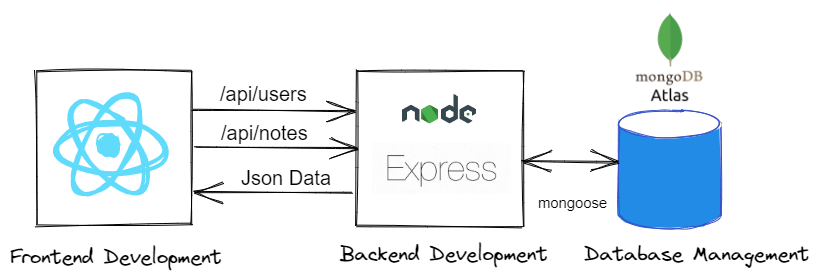 /api/users
/api/notes
Json Data
node
Express
mongoose
mongoDB
Atlas
Frontend Development
Backend Development
Database Management